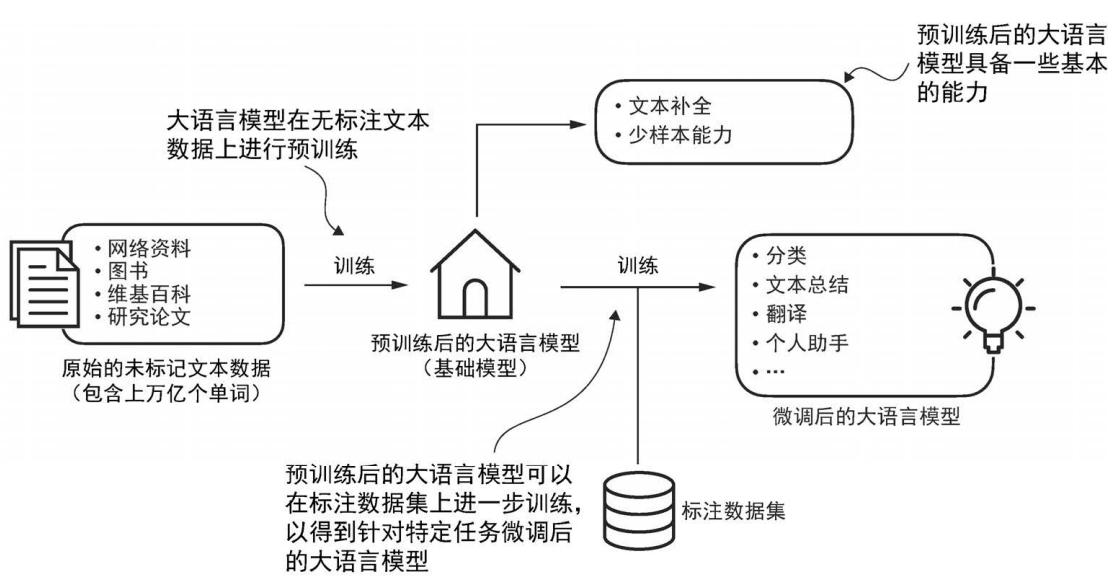 预训练后的大语言
模型具备一些基本
的能力
• 文本补全
• 少样本能力
大语言模型在无标注文本
数据上进行预训练
• 网络资料
• 图书
• 维基百科
• 研究论文
原始的未标记文本数据
（包含上万亿个单词）
训练
预训练后的大语言模型
（基础模型）
训练
• 分类
• 文本总结
• 翻译
• 个人助手
• …
微调后的大语言模型
预训练后的大语言模型可以
在标注数据集上进一步训练，
以得到针对特定任务微调后
的大语言模型
标注数据集